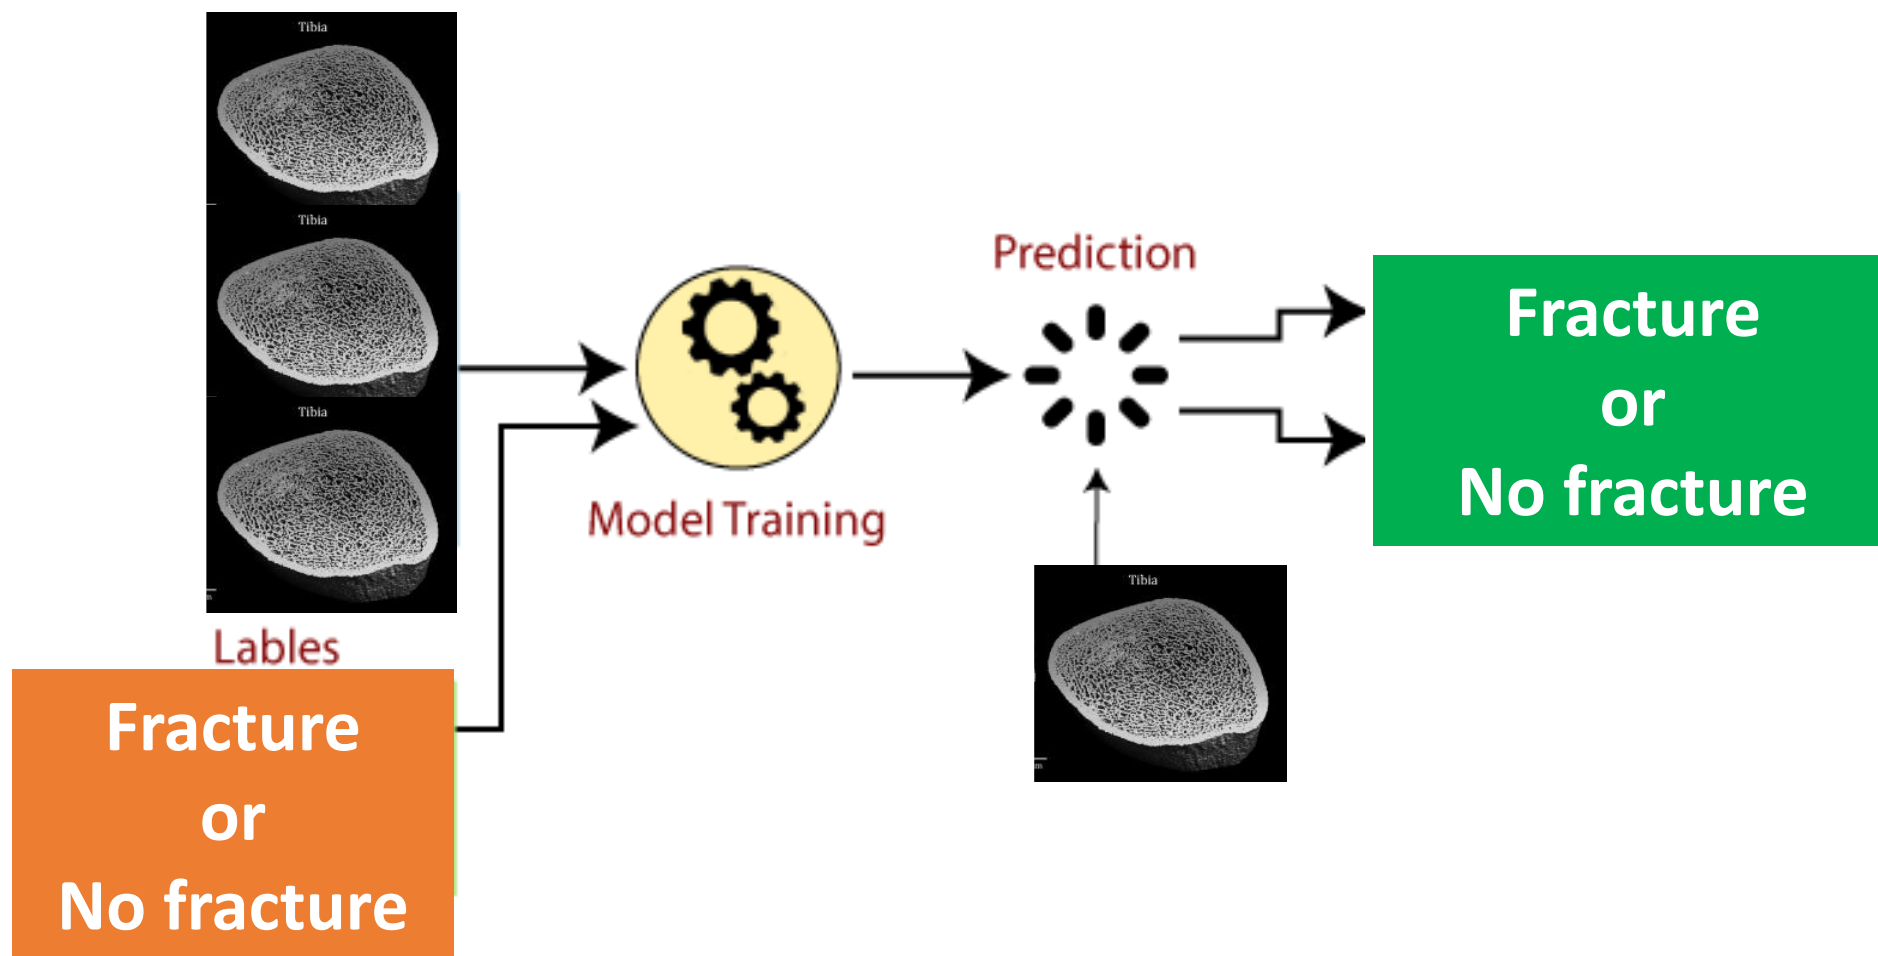 Tibia
Tibia
Tibia
Lables
Fracture
or
No fracture
Model Training
Prediction
Tibia
Fracture
or
No fracture